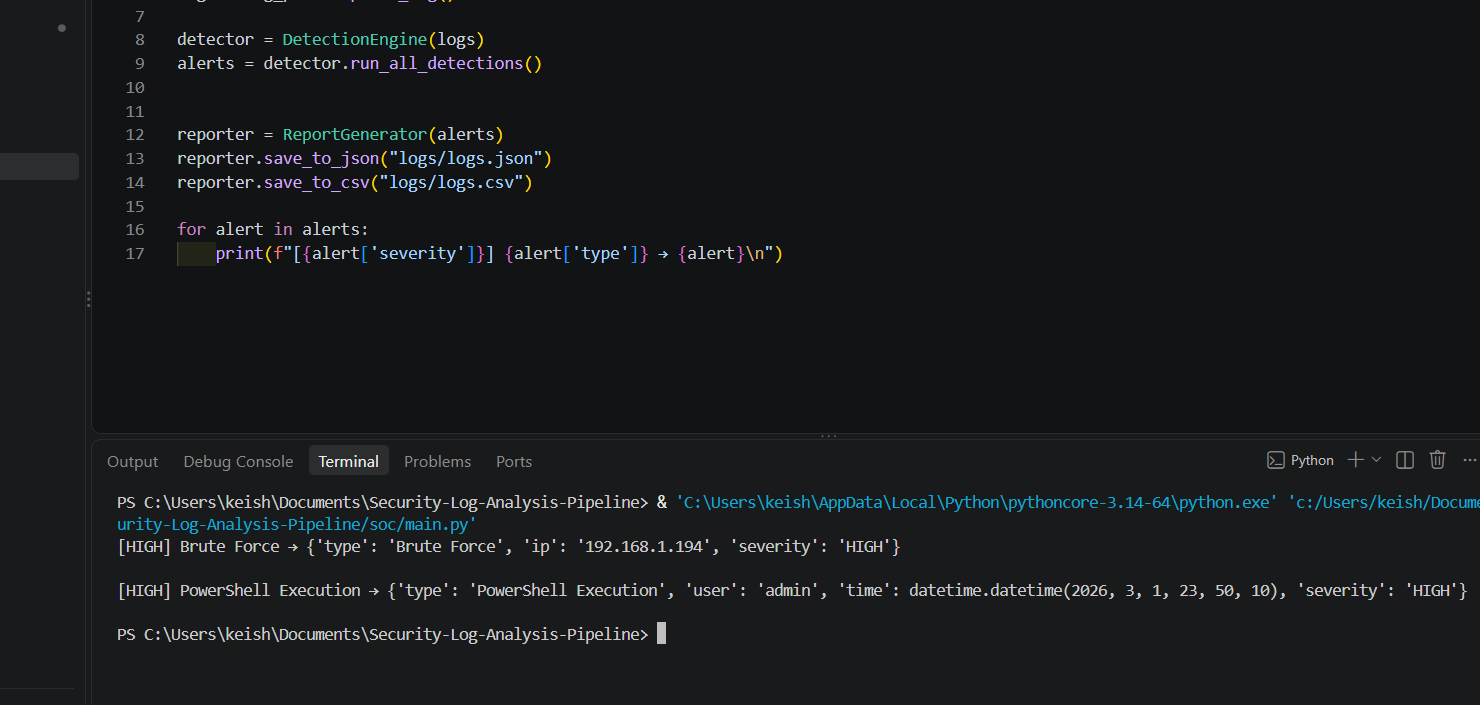 7
8 detector = DetectionEngine(logs)
9 alerts = detector.run_all_detections()
10
11
12 reporter = ReportGenerator(alerts)
13 reporter.save_to_json("logs/logs.json")
14 reporter.save_to_csv("logs/logs.csv")
15
16 for alert in alerts:
17     print(f"[{alert['severity']}] {alert['type']} → {alert}\n")
Output Debug Console Terminal Problems Ports Python
PS C:\Users\keish\Documents\Security-Log-Analysis-Pipeline> & 'C:\Users\keish\AppData\Local\Python\pythoncore-3.14-64\python.exe' 'c:/Users/keish/Docume
urity-Log-Analysis-Pipeline/soc/main.py'
[HIGH] Brute Force → {'type': 'Brute Force', 'ip': '192.168.1.194', 'severity': 'HIGH'}
[HIGH] PowerShell Execution → {'type': 'PowerShell Execution', 'user': 'admin', 'time': datetime.datetime(2026, 3, 1, 23, 50, 10), 'severity': 'HIGH'}
PS C:\Users\keish\Documents\Security-Log-Analysis-Pipeline>